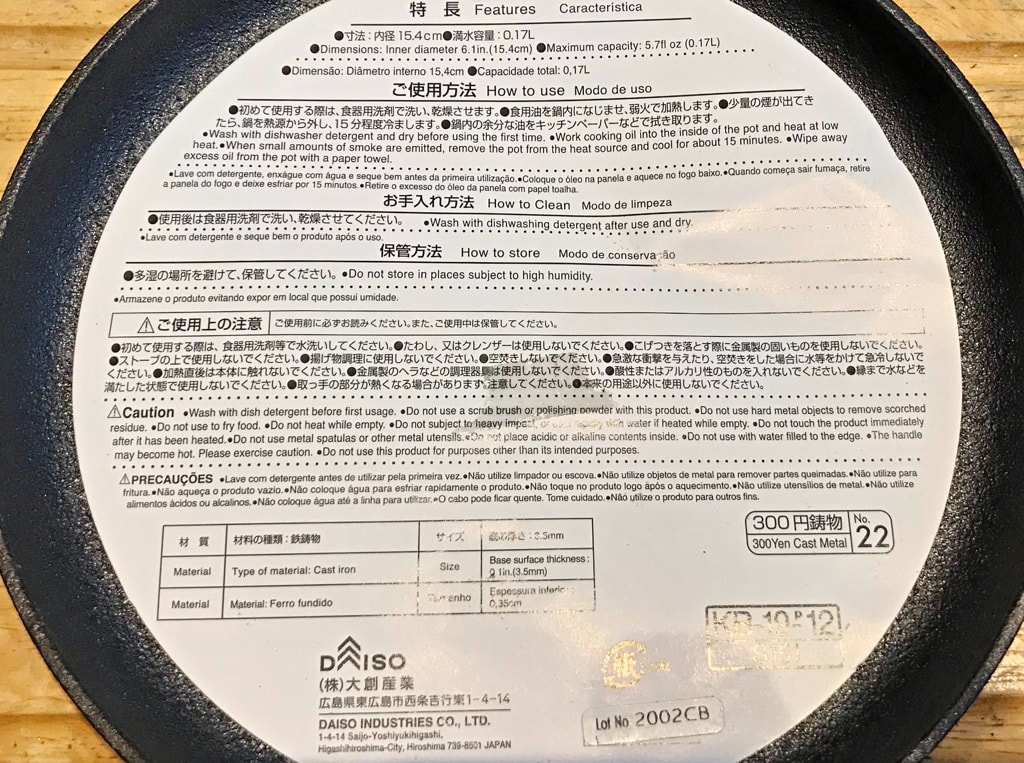 特 長 Features Característica
●寸法：内径15.4cm●満水容量：0.17L
●Dimensions: Inner diameter 6.1in.(15.4cm) ●Maximum capacity: 5.7fl oz (0.17L)
●Dimensão: Diâmetro interno 15,4cm ●Capacidade total: 0,17L
ご使用方法 How to use Modo de uso
●初めて使用する際は、食器用洗剤で洗い、乾燥させます。●食用油を鍋内になじませ、弱火で加熱します。●少量の煙が出てき
たら、鍋を熱源から外し、15分程度冷まします。●鍋内の余分な油をキッチンペーパーなどで拭き取ります。
●Wash with dishwasher detergent and dry before using the first time. ●Work cooking oil into the inside of the pot and heat at low
heat.●When small amounts of smoke are emitted, remove the pot from the heat source and cool for about 15 minutes. ●Wipe away
excess oil from the pot with a paper towel.
●Lave com detergente, enxágue com água e seque bem antes da primeira utilização.●Coloque o óleo na panela e aquece no fogo baixo.●Quando começa sair fumaça, retire
a panela do fogo e deixe esfriar por 15 minutos.●Retire o excesso do óleo da panela com papel toalha.
お手入れ方法 How to Clean Modo de limpeza
●使用後は食器用洗剤で洗い、乾燥させてください。 ●Wash with dishwashing detergent after use and dry.
●Lave com detergente e seque bem o produto após o uso.
保管方法 How to store Modo de conservação
●多湿の場所を避けて、保管してください。●Do not store in places subject to high humidity.
●Armazene o produto evitando expor em local que possui umidade.
⚠ご使用上の注意 ご使用前に必ずお読みください。また、ご使用中は保管してください。
●初めて使用する際は、食器用洗剤等で水洗いしてください。●たわし、又はクレンザーは使用しないでください。●こげつきを落とす際に金属製の固いものを使用しないでください。
●ストーブの上で使用しないでください。●揚げ物調理に使用しないでください。●空焚きしないでください。●急激な衝撃を与えたり、空焚きをした場合に水等をかけて急冷しないで
ください。●加熱直後は本体に触れないでください。●金属製のヘラなどの調理器具は使用しないでください。●酸性またはアルカリ性のものを入れないでください。●縁まで水などを
満たした状態で使用しないでください。●取っ手の部分が熱くなる場合があります。注意してください。●本来の用途以外に使用しないでください。
⚠Caution ●Wash with dish detergent before first usage. ●Do not use a scrub brush or polishing powder with this product. ●Do not use hard metal objects to remove scorched
residue. ●Do not use to fry food. ●Do not heat while empty. ●Do not subject to heavy impact, or cool rapidly with water if heated while empty. ●Do not touch the product immediately
after it has been heated.●Do not use metal spatulas or other metal utensils.●Do not place acidic or alkaline contents inside. ●Do not use with water filled to the edge. ●The handle
may become hot. Please exercise caution. ●Do not use this product for purposes other than its intended purposes.
⚠PRECAUÇÕES ●Lave com detergente antes de utilizar pela primeira vez.●Não utilize limpador ou escova.●Não utilize objetos de metal para remover partes queimadas.●Não utilize para
fritura.●Não aqueça o produto vazio.●Não coloque água para esfriar rapidamente o produto.●Não toque no produto logo após o aquecimento.●Não utilize utensílios de metal.●Não utilize
alimentos ácidos ou alcalinos.●Não coloque água até a linha para utilizar.●O cabo pode ficar quente. Tome cuidado.●Não utilize o produto para outros fins.
材 質 材料の種類：鉄鋳物 サイズ 底の厚さ：3.5mm
Material Type of material: Cast iron Size Base surface thickness: 0.1in.(3.5mm)
Material Material: Ferro fundido Tamanho Espessura inferior: 0,35cm
300円鋳物
300Yen Cast Metal
No. 22
KB-19 P 12
紙
DAISO
(株)大創産業
広島県東広島市西条吉行東1-4-14
DAISO INDUSTRIES CO., LTD.
1-4-14 Saijo-Yoshiyukihigashi,
Higashihiroshima-City, Hiroshima 739-8501 JAPAN
Lot No 2002CB